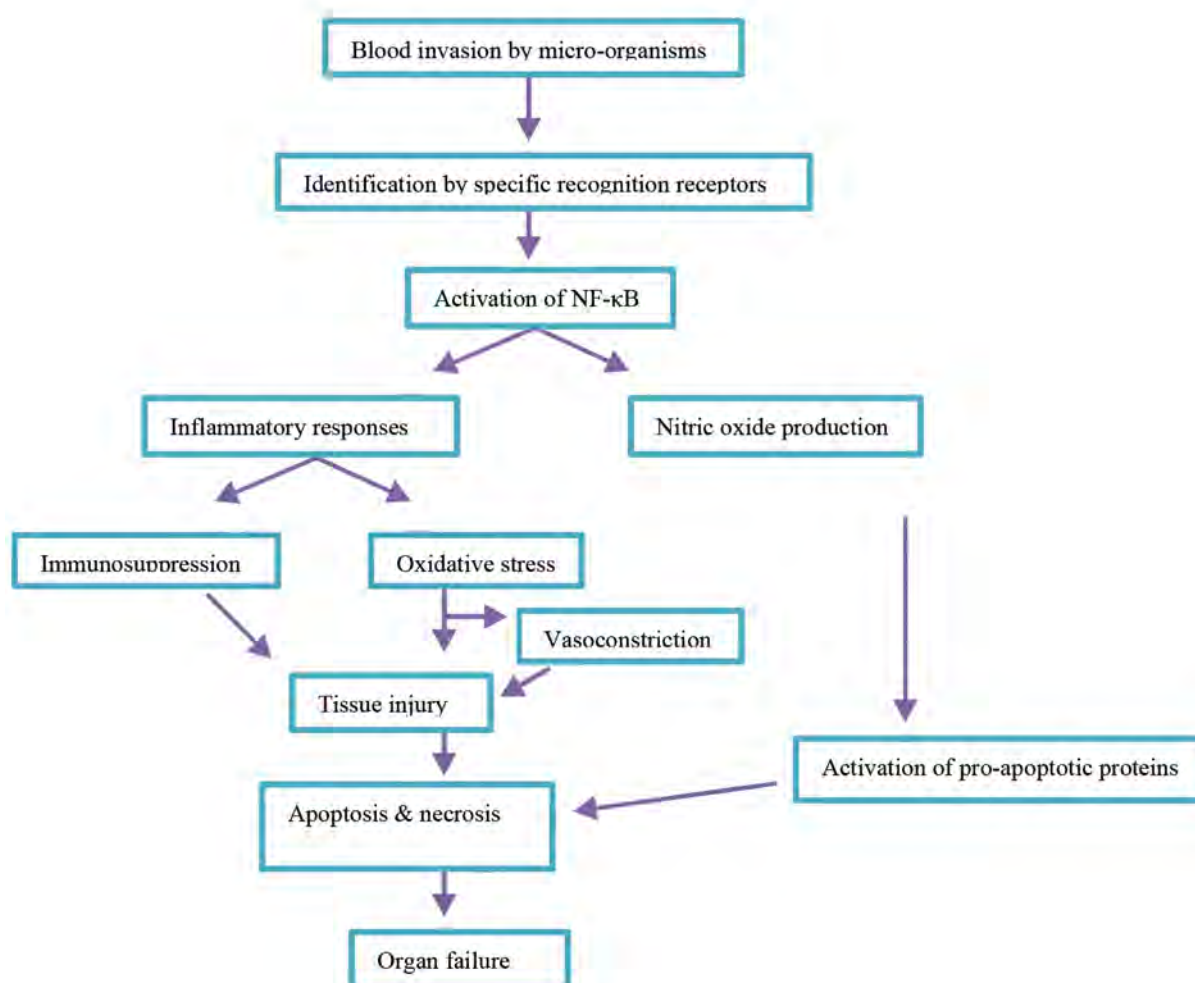 Blood invasion by micro-organisms
Identification by specific recognition receptors
Activation of NF-κB
Inflammatory responses
Nitric oxide production
Immunosuppression
Oxidative stress
Vasoconstriction
Tissue injury
Activation of pro-apoptotic proteins
Apoptosis & necrosis
Organ failure